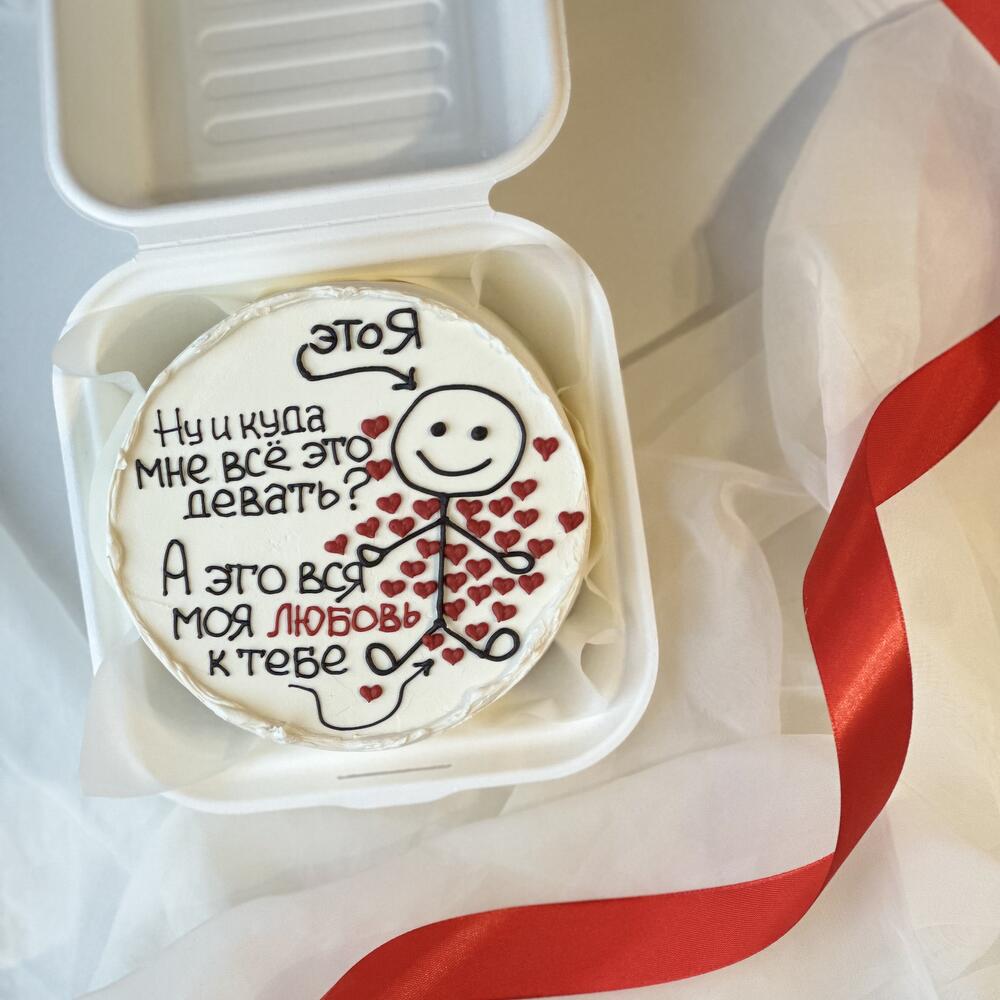 это Я
Ну и куда
мне всё это
девать?
А это вся
моя ЛЮБОВЬ
к тебе